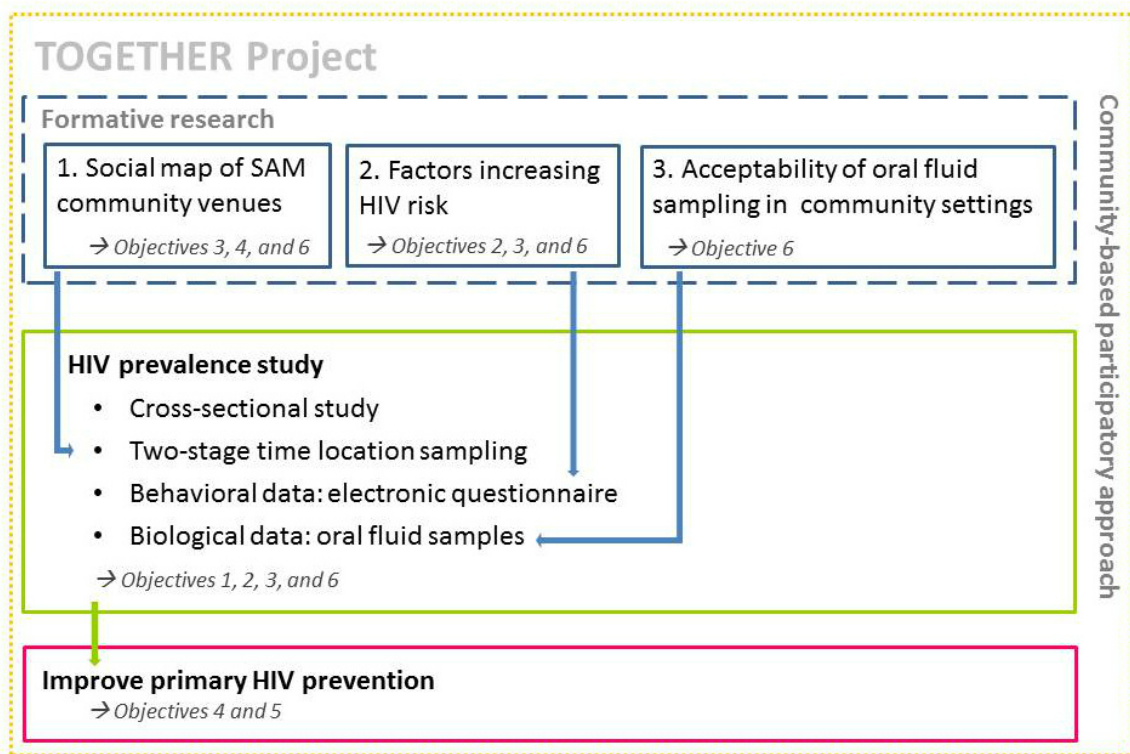 TOGETHER Project
Formative research
1. Social map of SAM
community venues
→ Objectives 3, 4, and 6
2. Factors increasing
HIV risk
→ Objectives 2, 3, and 6
3. Acceptability of oral fluid
sampling in community settings
→ Objective 6
HIV prevalence study
• Cross-sectional study
• Two-stage time location sampling
• Behavioral data: electronic questionnaire
• Biological data: oral fluid samples
→ Objectives 1, 2, 3, and 6
Improve primary HIV prevention
→ Objectives 4 and 5
Community-based participatory approach